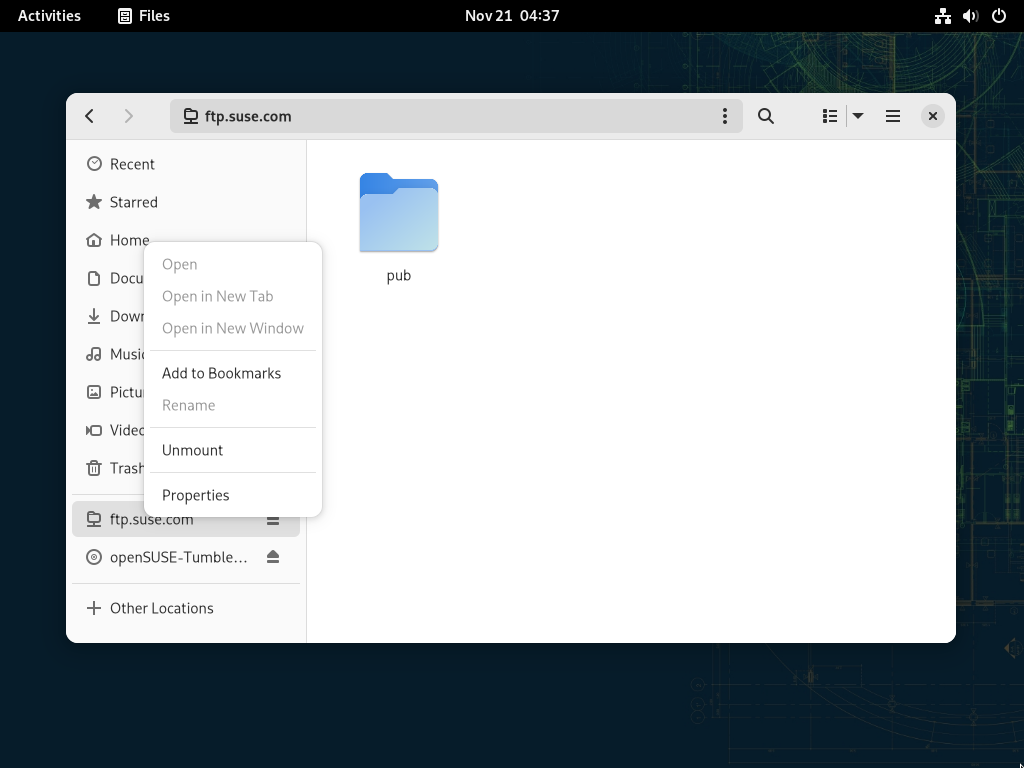 Activities
Files
Nov 21 04:37
ftp.suse.com
Recent
Starred
Home
Docu
Down
Music
Pictu
Video
Trash
ftp.suse.com
openSUSE-Tumble...
Other Locations
Open
Open in New Tab
Open in New Window
Add to Bookmarks
Rename
Unmount
Properties
pub